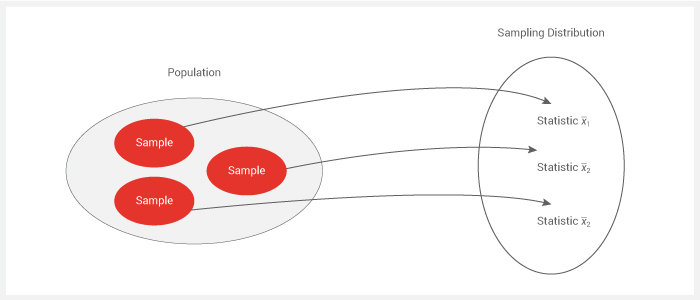 Sampling Distribution
Population
Sample
Sample
Sample
Statistic x̅₁
Statistic x̅₂
Statistic x̅₂